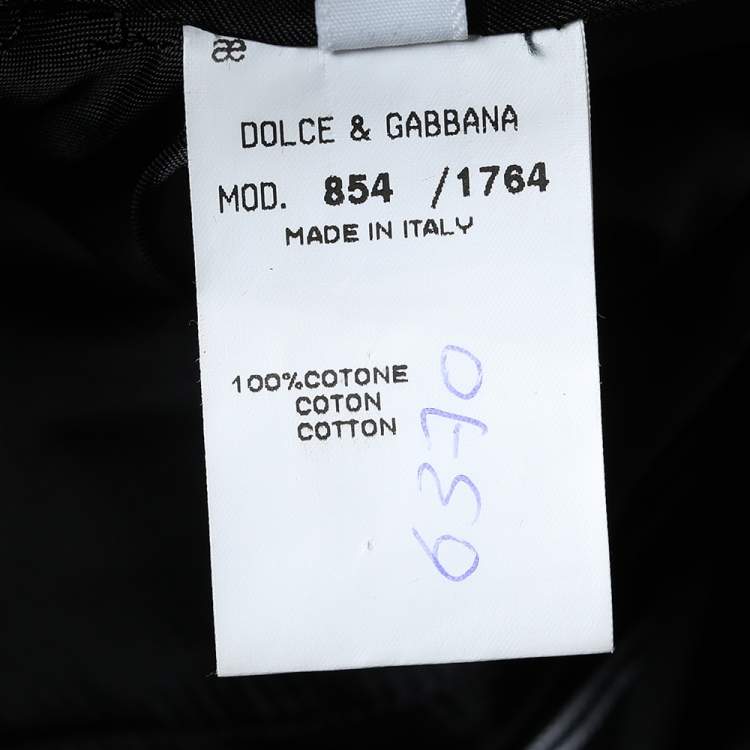 æ
DOLCE & GABBANA
MOD. 854 /1764
MADE IN ITALY
100%COTONE
COTON
COTTON
6370